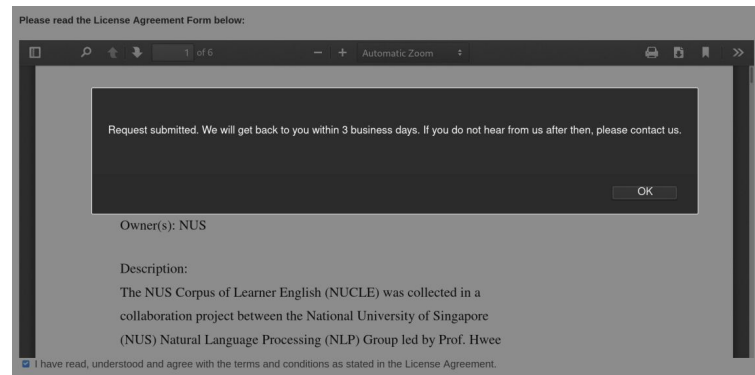 Please read the License Agreement Form below:
1 of 6
Automatic Zoom
Request submitted. We will get back to you within 3 business days. If you do not hear from us after then, please contact us.
OK
Owner(s): NUS
Description:
The NUS Corpus of Learner English (NUCLE) was collected in a
collaboration project between the National University of Singapore
(NUS) Natural Language Processing (NLP) Group led by Prof. Hwee
I have read, understood and agree with the terms and conditions as stated in the License Agreement.